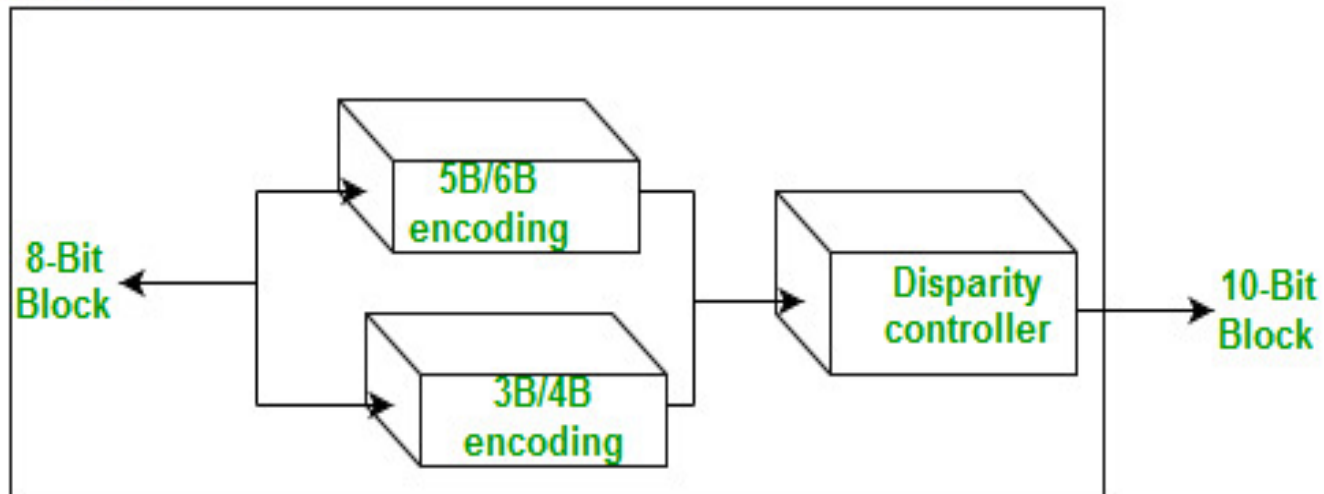 5B/6B
encoding
8-Bit
Block
Disparity
controller
10-Bit
Block
3B/4B
encoding